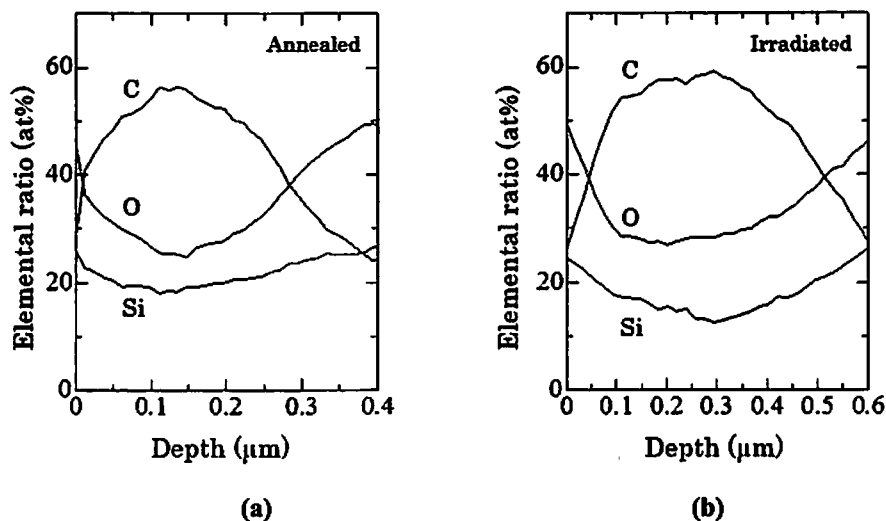 Annealed
60
40
20
0
Elemental ratio (at%)
C
O
Si
0 0.1 0.2 0.3 0.4
Depth (μm)
(a)
Irradiated
60
40
20
0
Elemental ratio (at%)
C
O
Si
0 0.1 0.2 0.3 0.4 0.5 0.6
Depth (μm)
(b)